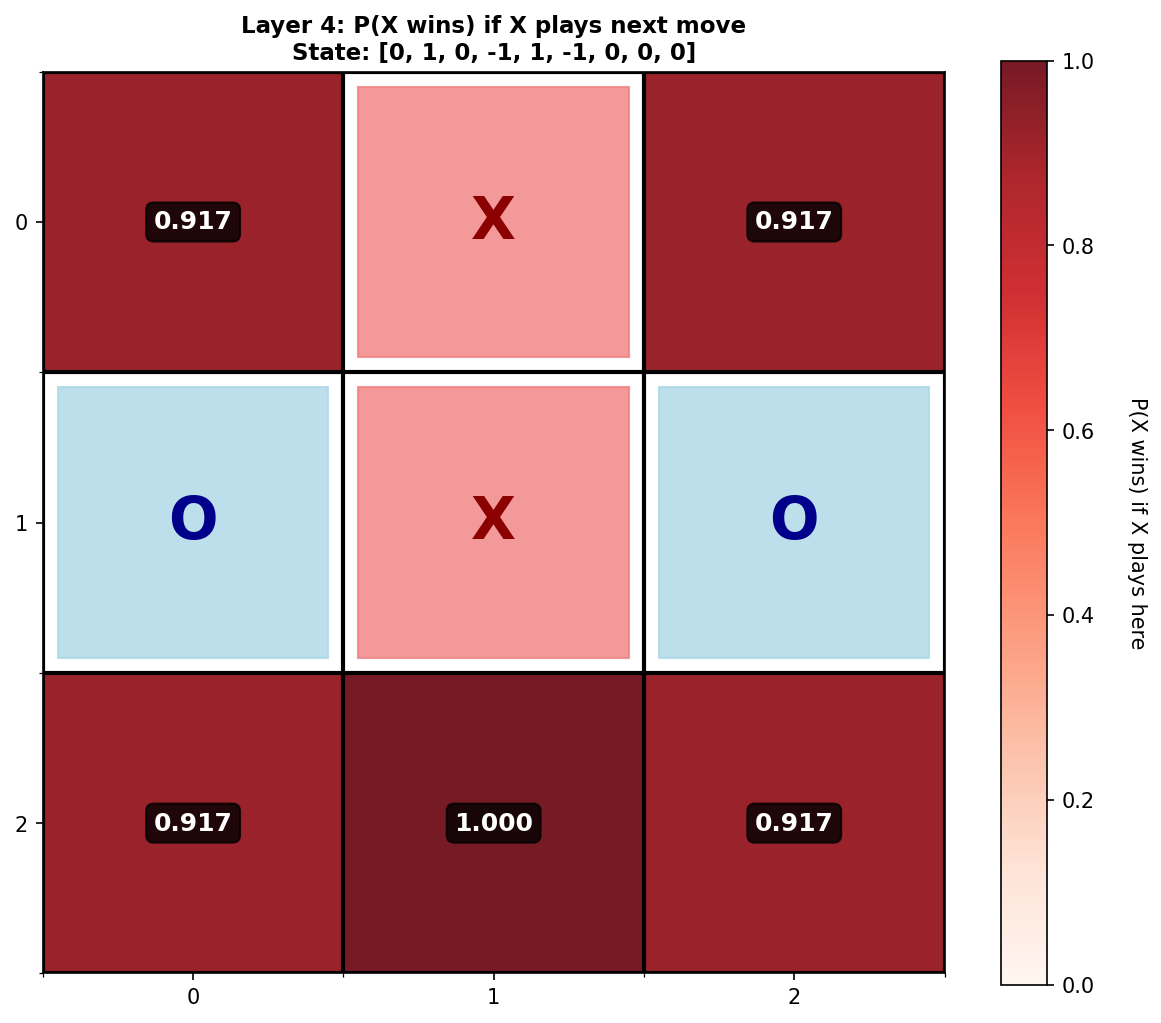 Layer 4: P(X wins) if X plays next move
State: [0, 1, 0, -1, 1, -1, 0, 0, 0]
0
0.917
X
0.917
1
O
X
O
2
0.917
1.000
0.917
0
1
2
1.0
0.8
0.6
0.4
0.2
0.0
P(X wins) if X plays here